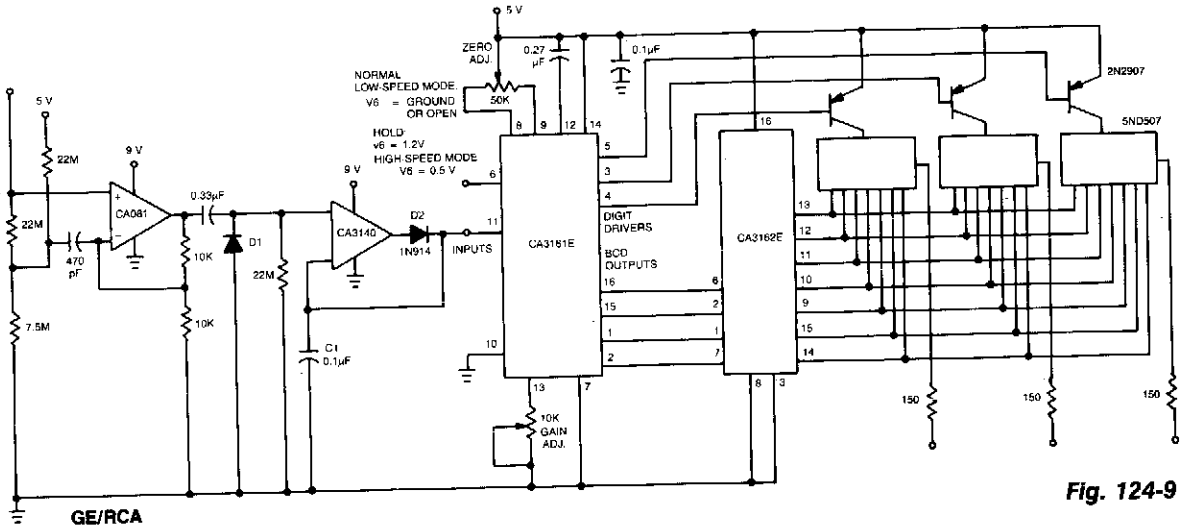 5 V
ZERO
ADJ.
0.27
µF
0.1µF
2N2907
NORMAL
LOW-SPEED MODE.
V6 = GROUND
OR OPEN
50K
8
9
12
14
16
5ND507
5 V
HOLD
v6 = 1.2V
HIGH-SPEED MODE
V6 = 0.5 V
5
3
4
22M
9 V
9 V
6
0.33µF
+
CA081
−
22M
CA3140
D2
1N914
11
INPUTS
CA3161E
DIGIT
DRIVERS
CA3162E
13
12
11
10
9
15
14
470
pF
10K
D1
22M
BCD
OUTPUTS
16
6
15
2
1
1
2
7
7.5M
10K
C1
0.1µF
10
13
7
8
3
10K
GAIN
ADJ.
150
150
150
Fig. 124-9
GE/RCA